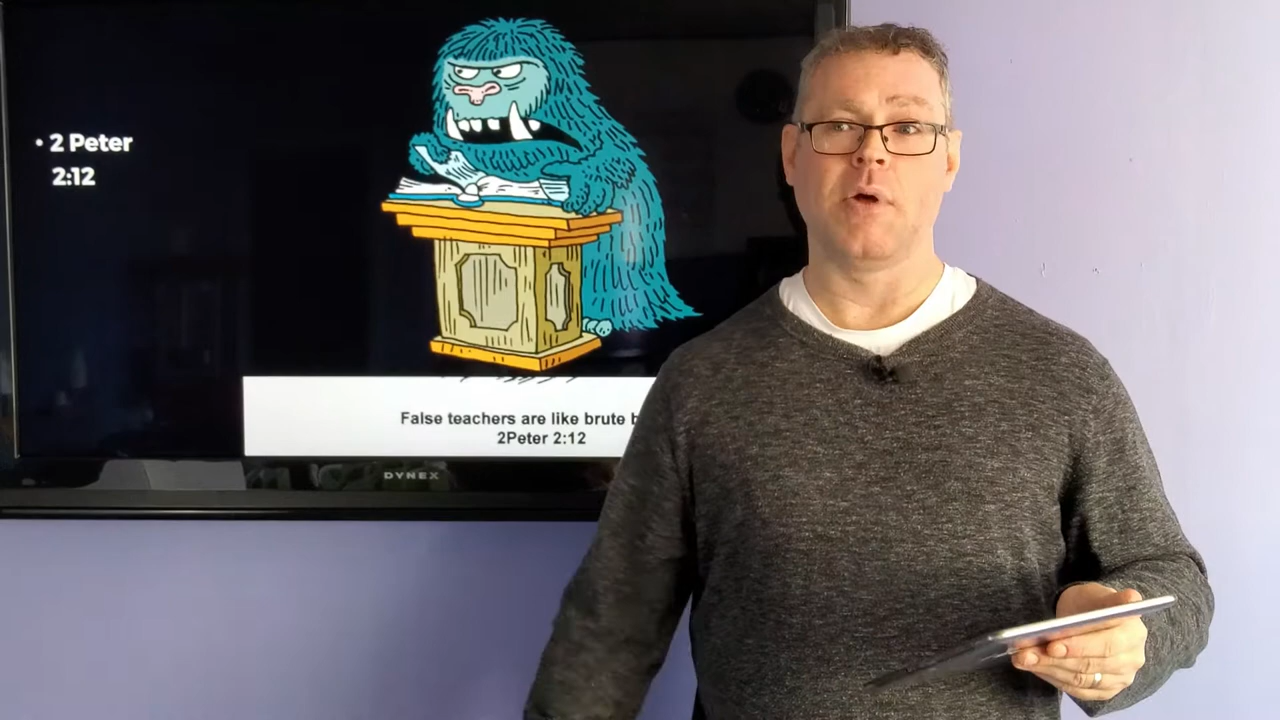 • 2 Peter
2:12
False teachers are like brute
2Peter 2:12
DYNEX